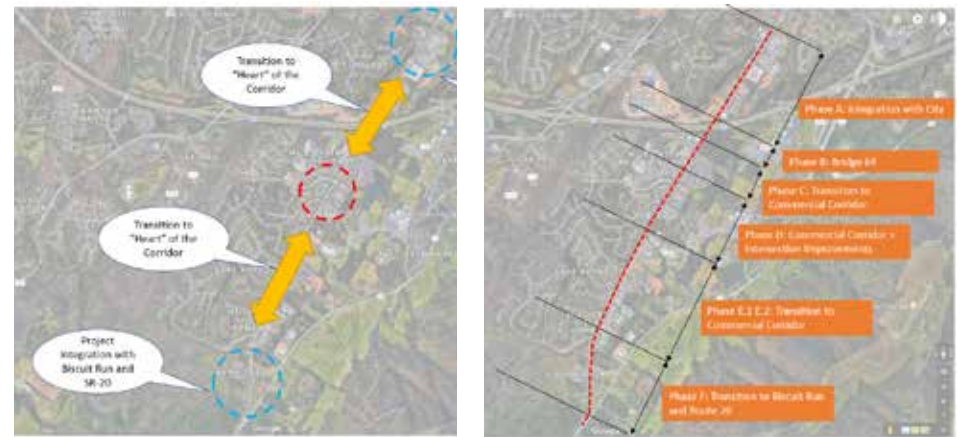 Transition to
"Heart" of the
Corridor
Transition to
"Heart" of the
Corridor
Project
Integration with
Biscuit Run and
SR-20
Phase A: Integration with City
Phase B: Bridge 64
Phase C: Transition to
Commercial Corridor
Phase D: Commercial Corridor +
Intersection Improvements
Phase E.1 E.2: Transition to
Commercial Corridor
Phase F: Transition to Biscuit Run
and Route 20
Google